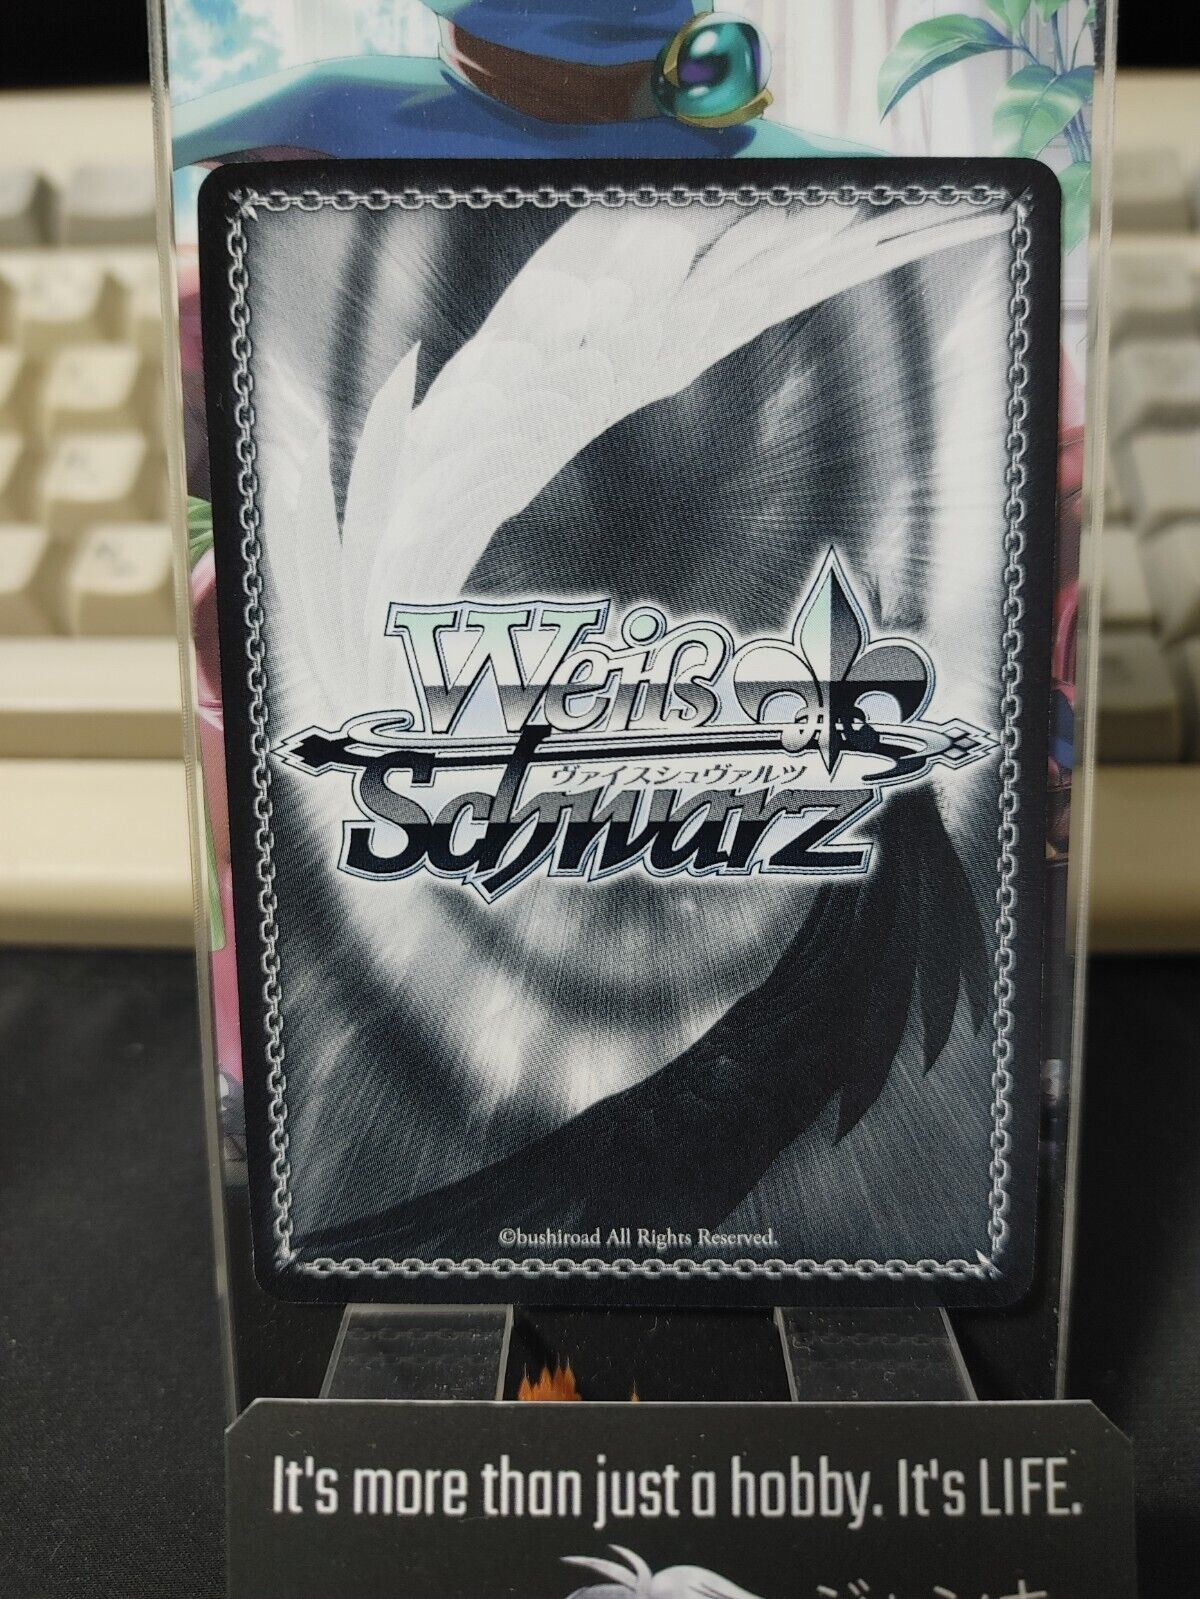 Weiß
Schwarz
ヴァイスシュヴァルツ
©bushiroad All Rights Reserved.
It's more than just a hobby. It's LIFE.